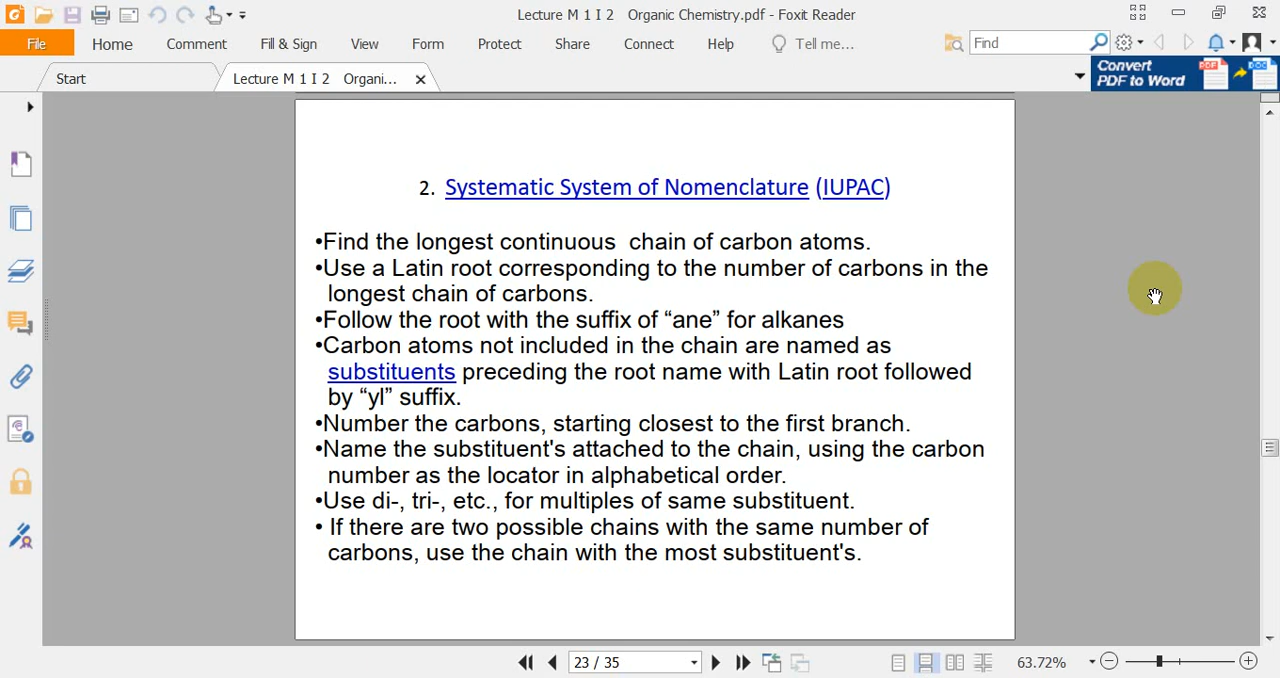 Lecture M 1 I 2   Organic Chemistry.pdf - Foxit Reader
File Home Comment Fill & Sign View Form Protect Share Connect Help Tell me... Find
Start Lecture M 1 I 2   Organi...
Convert
PDF to Word
PDF DOC
2. Systematic System of Nomenclature (IUPAC)
•Find the longest continuous  chain of carbon atoms.
•Use a Latin root corresponding to the number of carbons in the
longest chain of carbons.
•Follow the root with the suffix of “ane” for alkanes
•Carbon atoms not included in the chain are named as
substituents preceding the root name with Latin root followed
by “yl” suffix.
•Number the carbons, starting closest to the first branch.
•Name the substituent's attached to the chain, using the carbon
number as the locator in alphabetical order.
•Use di-, tri-, etc., for multiples of same substituent.
• If there are two possible chains with the same number of
carbons, use the chain with the most substituent's.
23 / 35
63.72%